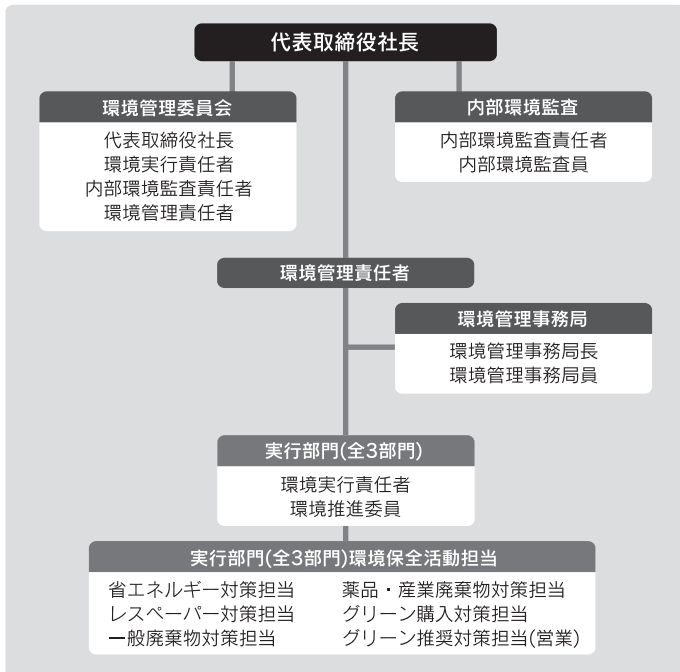 代表取締役社長
環境管理委員会
代表取締役社長
環境実行責任者
内部環境監査責任者
環境管理責任者
内部環境監査
内部環境監査責任者
内部環境監査員
環境管理責任者
環境管理事務局
環境管理事務局長
環境管理事務局員
実行部門(全3部門)
環境実行責任者
環境推進委員
実行部門(全3部門)環境保全活動担当
省エネルギー対策担当
レスペーパー対策担当
一般廃棄物対策担当
薬品・産業廃棄物対策担当
グリーン購入対策担当
グリーン推奨対策担当(営業)